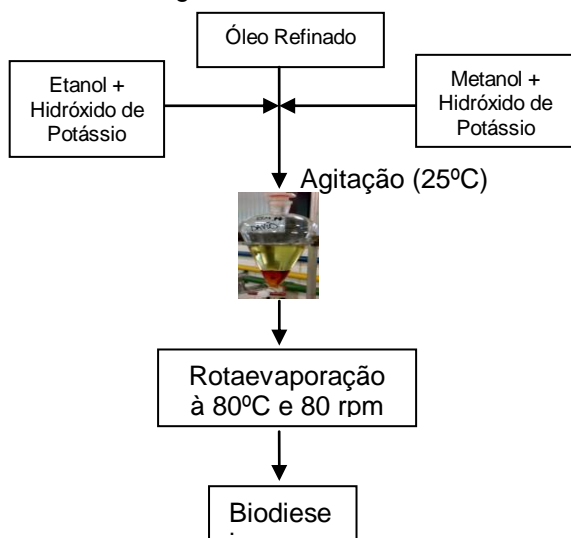 Óleo Refinado
Etanol +
Hidróxido de
Potássio
Metanol +
Hidróxido de
Potássio
Agitação (25ºC)
Rotaevaporação
à 80ºC e 80 rpm
Biodiese